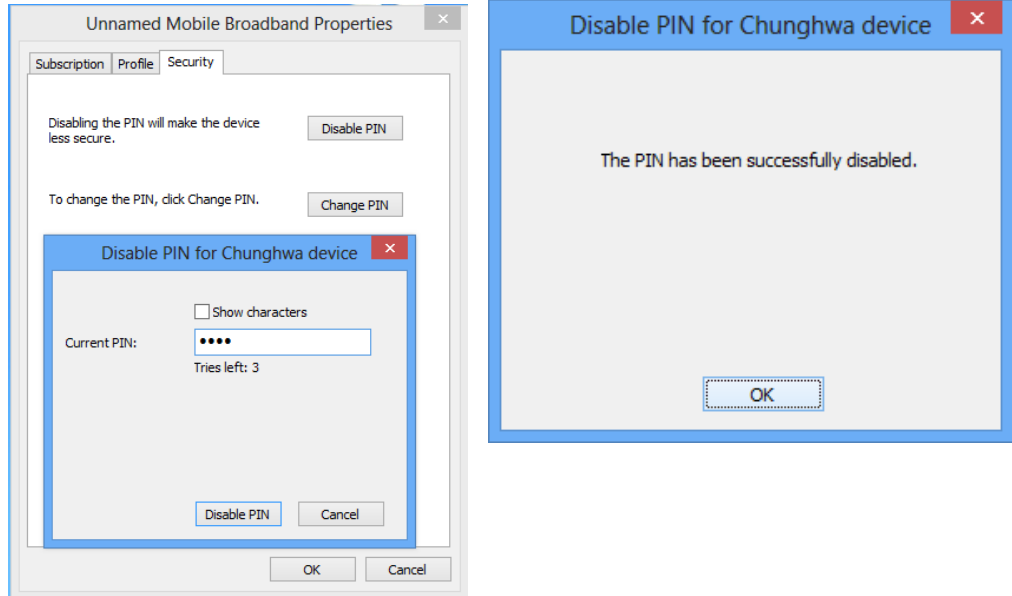 Unnamed Mobile Broadband Properties
Subscription Profile Security
Disabling the PIN will make the device
less secure.
Disable PIN
To change the PIN, click Change PIN.
Change PIN
Disable PIN for Chunghwa device
Show characters
Current PIN:
••••
Tries left: 3
Disable PIN Cancel
OK Cancel
Disable PIN for Chunghwa device
The PIN has been successfully disabled.
OK